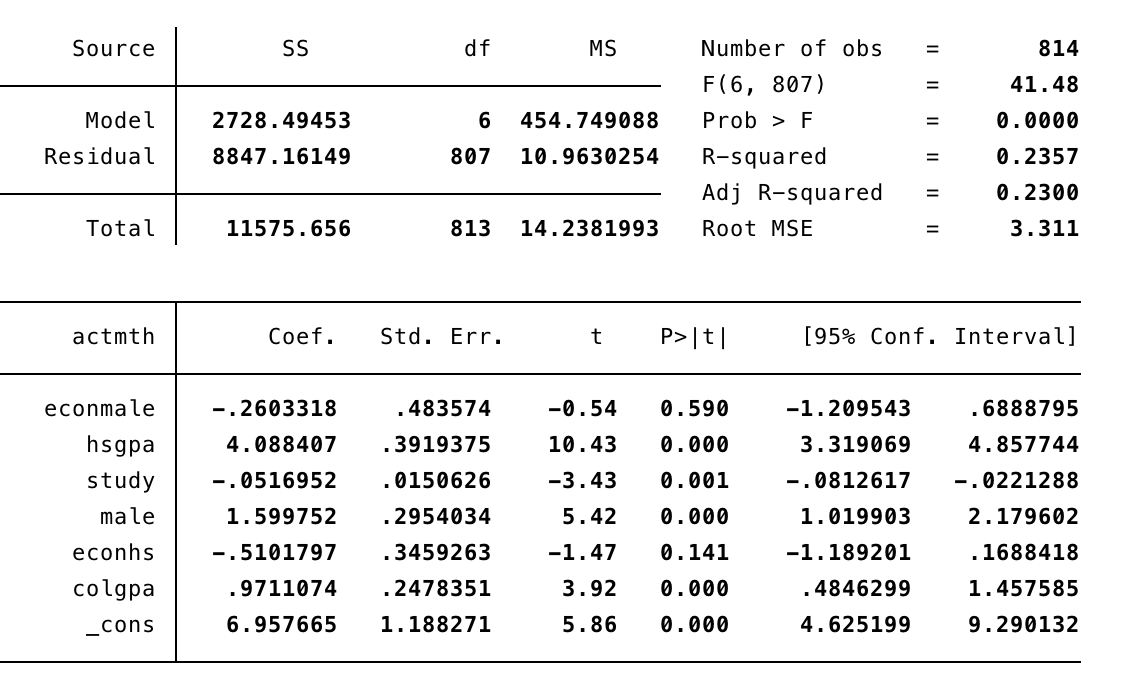 Source SS df MS Number of obs = 814
F(6, 807) = 41.48
Model 2728.49453 6 454.749088 Prob > F = 0.0000
Residual 8847.16149 807 10.9630254 R-squared = 0.2357
Adj R-squared = 0.2300
Total 11575.656 813 14.2381993 Root MSE = 3.311
actmth Coef. Std. Err. t P>|t| [95% Conf. Interval]
econmale -.2603318 .483574 -0.54 0.590 -1.209543 .6888795
hsgpa 4.088407 .3919375 10.43 0.000 3.319069 4.857744
study -.0516952 .0150626 -3.43 0.001 -.0812617 -.0221288
male 1.599752 .2954034 5.42 0.000 1.019903 2.179602
econhs -.5101797 .3459263 -1.47 0.141 -1.189201 .1688418
colgpa .9711074 .2478351 3.92 0.000 .4846299 1.457585
_cons 6.957665 1.188271 5.86 0.000 4.625199 9.290132